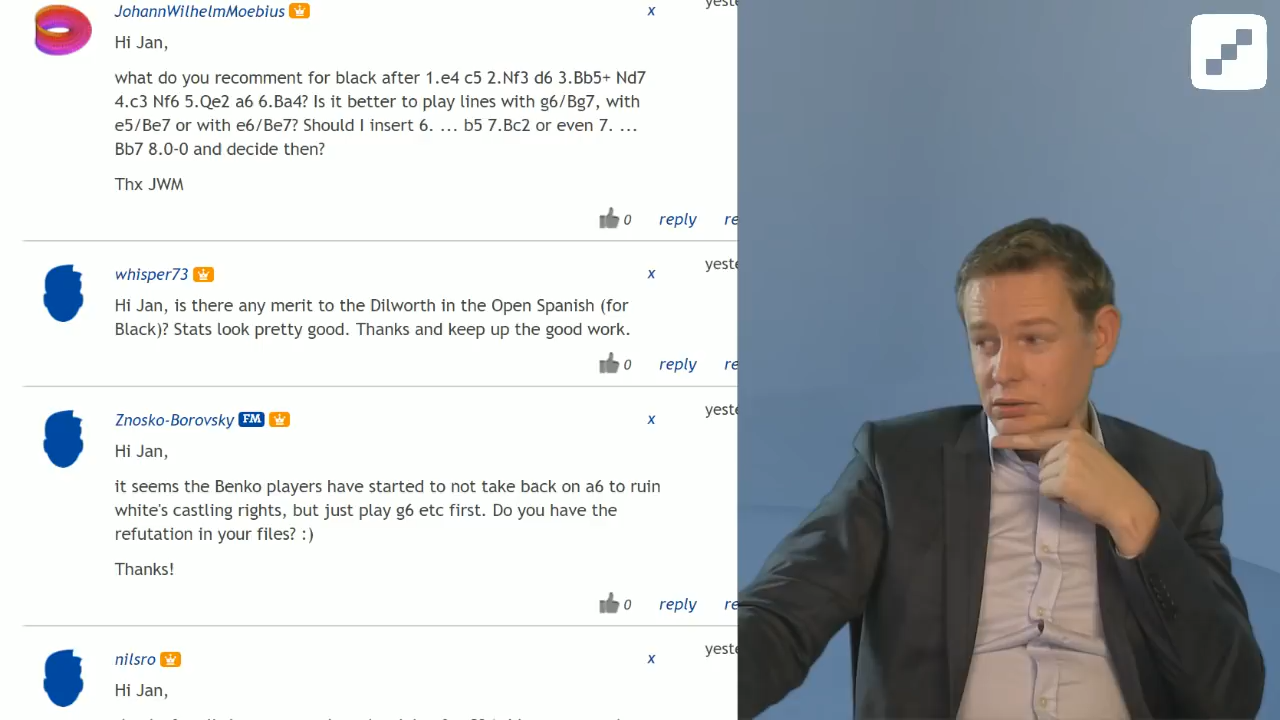 JohannWilhelmMoebius
x
Hi Jan,
what do you recomment for black after 1.e4 c5 2.Nf3 d6 3.Bb5+ Nd7
4.c3 Nf6 5.Qe2 a6 6.Ba4? Is it better to play lines with g6/Bg7, with
e5/Be7 or with e6/Be7? Should I insert 6. ... b5 7.Bc2 or even 7. ...
Bb7 8.0-0 and decide then?
Thx JWM
0 reply re
whisper73
x
yeste
Hi Jan, is there any merit to the Dilworth in the Open Spanish (for
Black)? Stats look pretty good. Thanks and keep up the good work.
0 reply re
Znosko-Borovsky FM
x
yeste
Hi Jan,
it seems the Benko players have started to not take back on a6 to ruin
white's castling rights, but just play g6 etc first. Do you have the
refutation in your files? :)
Thanks!
0 reply re
nilsro
x
yeste
Hi Jan,